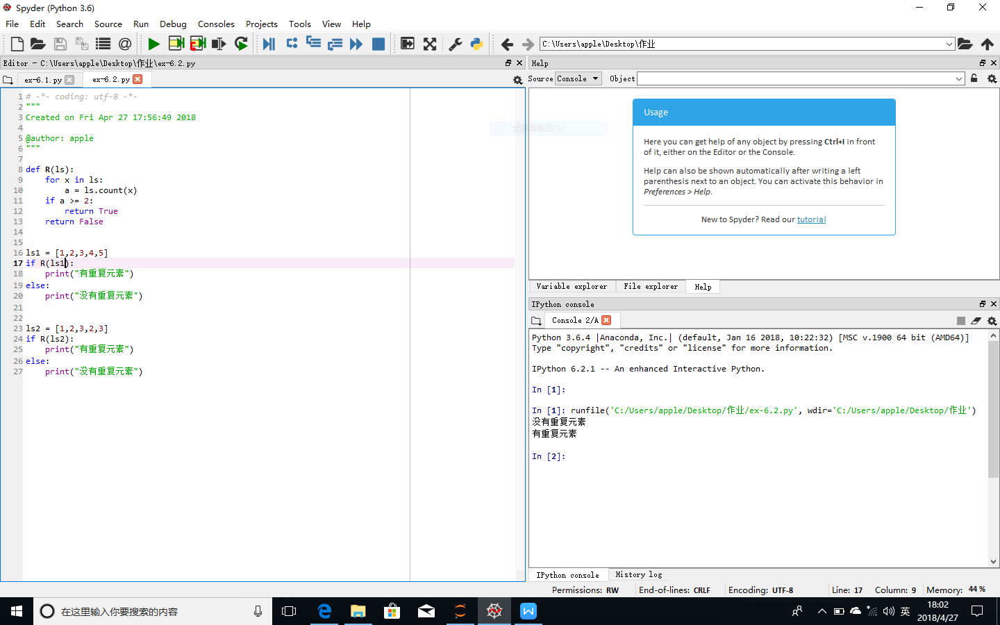 Spyder (Python 3.6)
File Edit Search Source Run Debug Consoles Projects Tools View Help
C:\Users\apple\Desktop\作业
Editor - C:\Users\apple\Desktop\作业\ex-6.2.py
ex-6.1.py ex-6.2.py
1 # -*- coding: utf-8 -*-
2 """
3 Created on Fri Apr 27 17:56:49 2018
4
5 @author: apple
6 """
7
8 def R(ls):
9 for x in ls:
10 a = ls.count(x)
11 if a >= 2:
12 return True
13 return False
14
15
16 ls1 = [1,2,3,4,5]
17 if R(ls1):
18 print("有重复元素")
19 else:
20 print("没有重复元素")
21
22
23 ls2 = [1,2,3,2,3]
24 if R(ls2):
25 print("有重复元素")
26 else:
27 print("没有重复元素")
全屏幕截图(S)
Help
Source Console Object
Usage
Here you can get help of any object by pressing Ctrl+I in front
of it, either on the Editor or the Console.
Help can also be shown automatically after writing a left
parenthesis next to an object. You can activate this behavior in
Preferences > Help.
New to Spyder? Read our tutorial
Variable explorer File explorer Help
IPython console
Console 2/A
Python 3.6.4 |Anaconda, Inc.| (default, Jan 16 2018, 10:22:32) [MSC v.1900 64 bit (AMD64)]
Type "copyright", "credits" or "license" for more information.
IPython 6.2.1 -- An enhanced Interactive Python.
In [1]:
In [1]: runfile('C:/Users/apple/Desktop/作业/ex-6.2.py', wdir='C:/Users/apple/Desktop/作业')
没有重复元素
有重复元素
In [2]:
IPython console History log
Permissions: RW End-of-lines: CRLF Encoding: UTF-8 Line: 17 Column: 9 Memory: 44 %
在这里输入你要搜索的内容
英
18:02
2018/4/27